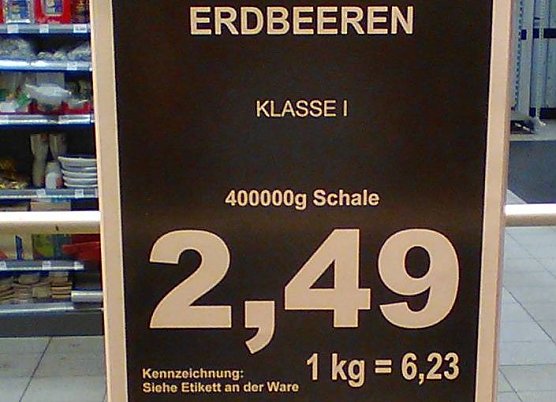 ERDBEEREN
KLASSE I
400000g Schale
2,49
Kennzeichnung:
Siehe Etikett an der Ware
1 kg = 6,23